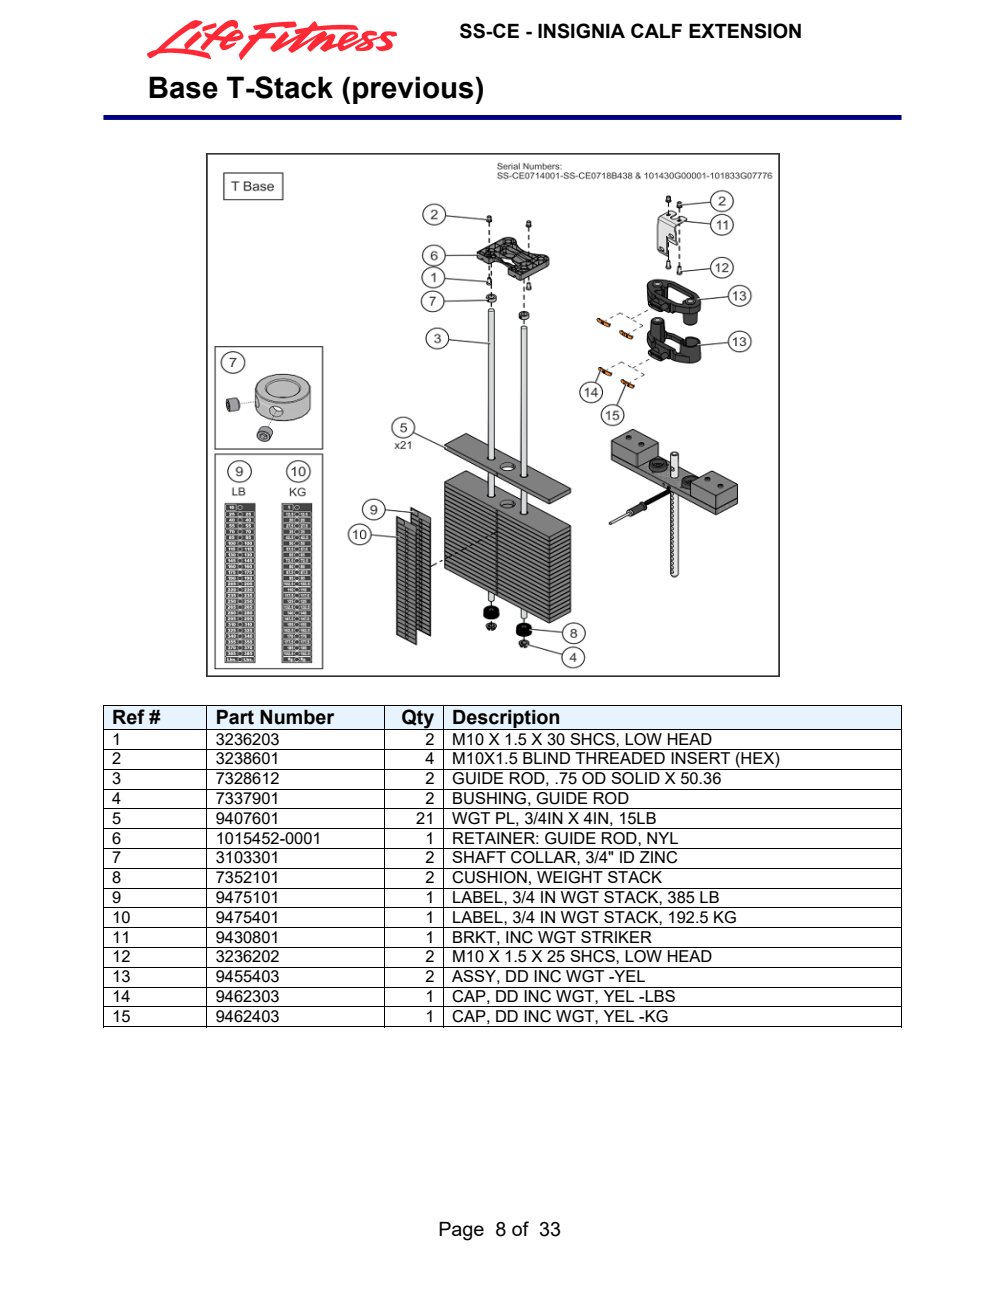 Life Fitness
SS-CE - INSIGNIA CALF EXTENSION
Base T-Stack (previous)
Serial Numbers:
SS-CE0714001-SS-CE0718B438 & 101430G00001-101833G07776
T Base
2
6
1
7
3
2
11
12
13
13
14
15
7
5
x21
9
LB
10
KG
9
10
8
4
Ref # Part Number Qty Description
1 3236203 2 M10 X 1.5 X 30 SHCS, LOW HEAD
2 3238601 4 M10X1.5 BLIND THREADED INSERT (HEX)
3 7328612 2 GUIDE ROD, .75 OD SOLID X 50.36
4 7337901 2 BUSHING, GUIDE ROD
5 9407601 21 WGT PL, 3/4IN X 4IN, 15LB
6 1015452-0001 1 RETAINER: GUIDE ROD, NYL
7 3103301 2 SHAFT COLLAR, 3/4" ID ZINC
8 7352101 2 CUSHION, WEIGHT STACK
9 9475101 1 LABEL, 3/4 IN WGT STACK, 385 LB
10 9475401 1 LABEL, 3/4 IN WGT STACK, 192.5 KG
11 9430801 1 BRKT, INC WGT STRIKER
12 3236202 2 M10 X 1.5 X 25 SHCS, LOW HEAD
13 9455403 2 ASSY, DD INC WGT -YEL
14 9462303 1 CAP, DD INC WGT, YEL -LBS
15 9462403 1 CAP, DD INC WGT, YEL -KG
Page 8 of 33